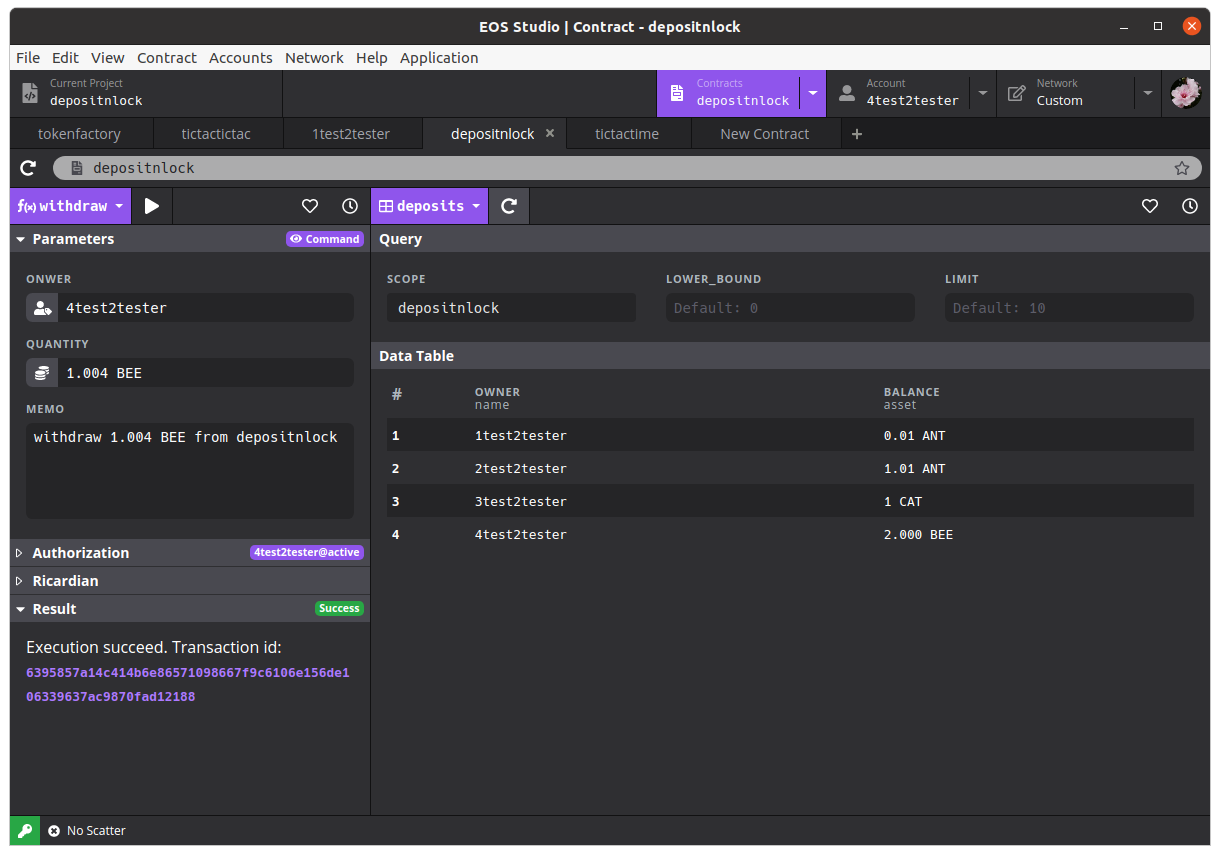 EOS Studio | Contract - depositnlock
File Edit View Contract Accounts Network Help Application
Current Project
depositnlock
Contracts
depositnlock
Account
4test2tester
Network
Custom
tokenfactory tictactictac 1test2tester depositnlock tictactime New Contract
depositnlock
f(x) withdraw
deposits
Parameters Command
ONWER
4test2tester
QUANTITY
1.004 BEE
MEMO
withdraw 1.004 BEE from depositnlock
Authorization 4test2tester@active
Ricardian
Result Success
Execution succeed. Transaction id:
6395857a14c414b6e86571098667f9c6106e156de1
06339637ac9870fad12188
Query
SCOPE LOWER_BOUND LIMIT
depositnlock Default: 0 Default: 10
Data Table
# OWNER BALANCE
name asset
1 1test2tester 0.01 ANT
2 2test2tester 1.01 ANT
3 3test2tester 1 CAT
4 4test2tester 2.000 BEE
No Scatter